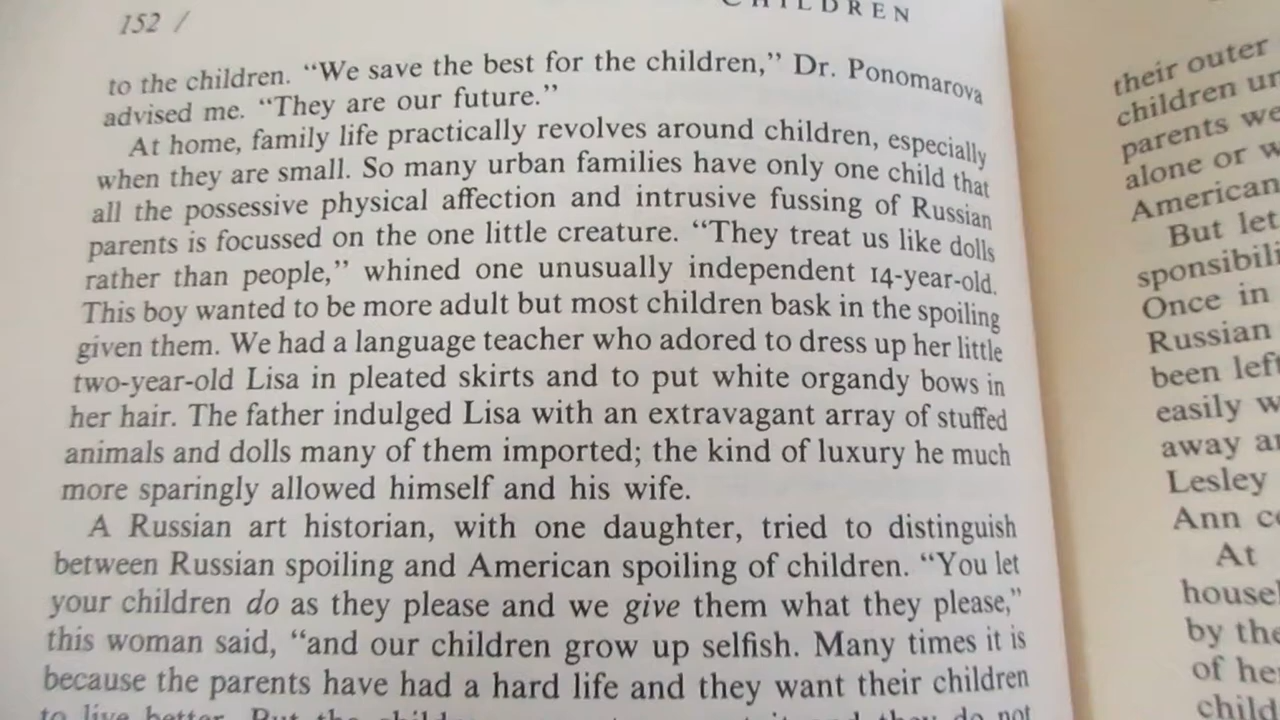 152 /
CHILDREN
to the children. “We save the best for the children,” Dr. Ponomarova
advised me. “They are our future.”
At home, family life practically revolves around children, especially
when they are small. So many urban families have only one child that
all the possessive physical affection and intrusive fussing of Russian
parents is focussed on the one little creature. “They treat us like dolls
rather than people,” whined one unusually independent 14-year-old.
This boy wanted to be more adult but most children bask in the spoiling
given them. We had a language teacher who adored to dress up her little
two-year-old Lisa in pleated skirts and to put white organdy bows in
her hair. The father indulged Lisa with an extravagant array of stuffed
animals and dolls many of them imported; the kind of luxury he much
more sparingly allowed himself and his wife.
A Russian art historian, with one daughter, tried to distinguish
between Russian spoiling and American spoiling of children. “You let
your children do as they please and we give them what they please,”
this woman said, “and our children grow up selfish. Many times it is
because the parents have had a hard life and they want their children
to live better. But the
their outer
children
parents
alone or
American
But let
Once in
Russian
been
easily
away
Lesley
Ann
At
by the
of